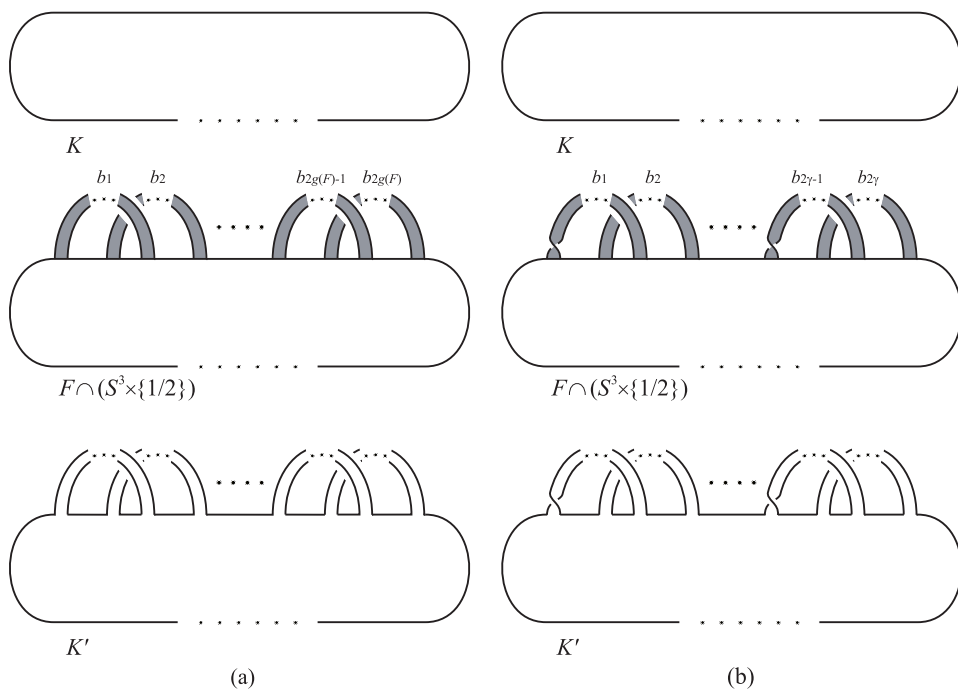 K K
b1 b2 b2g(F)-1 b2g(F) b1 b2 b2γ-1 b2γ
F∩(S³×{1/2}) F∩(S³×{1/2})
K′ K′
(a) (b)